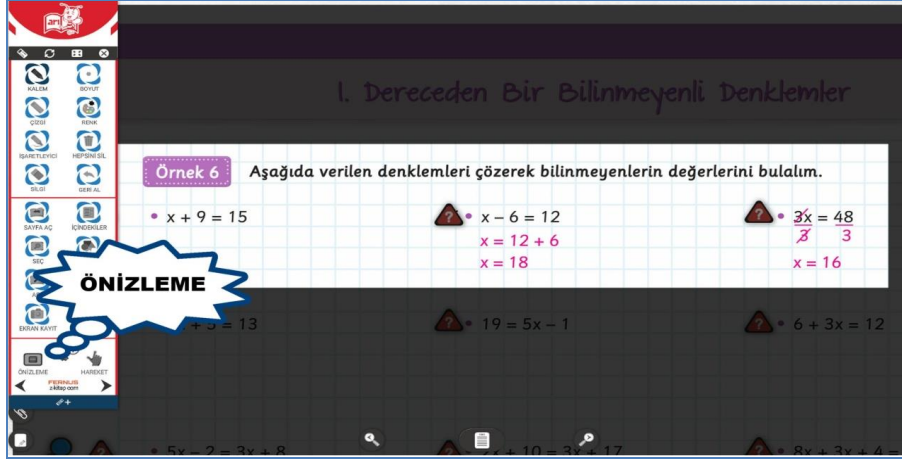 arı
KALEM
BOYUT
ÇİZGİ
RENK
İŞARETLEYİCİ
HEPSİNİ SİL
SİLGİ
GERİ AL
SAYFA AÇ
İÇİNDEKİLER
SEÇ
EKRAN KAYIT
ÖNİZLEME
HAREKET
FERNUS
z-kitap.com
ÖNİZLEME
I. Dereceden Bir Bilinmeyenli Denklemler
Örnek 6 Aşağıda verilen denklemleri çözerek bilinmeyenlerin değerlerini bulalım.
• x + 9 = 15
? • x – 6 = 12
x = 12 + 6
x = 18
? • 3x = 48
3 3
x = 16
+ 5 = 13
? • 19 = 5x – 1
? • 6 + 3x = 12
• 5x – 2 = 3x + 8
x + 10 = 3x + 17
• 8x + 3x + 4 =